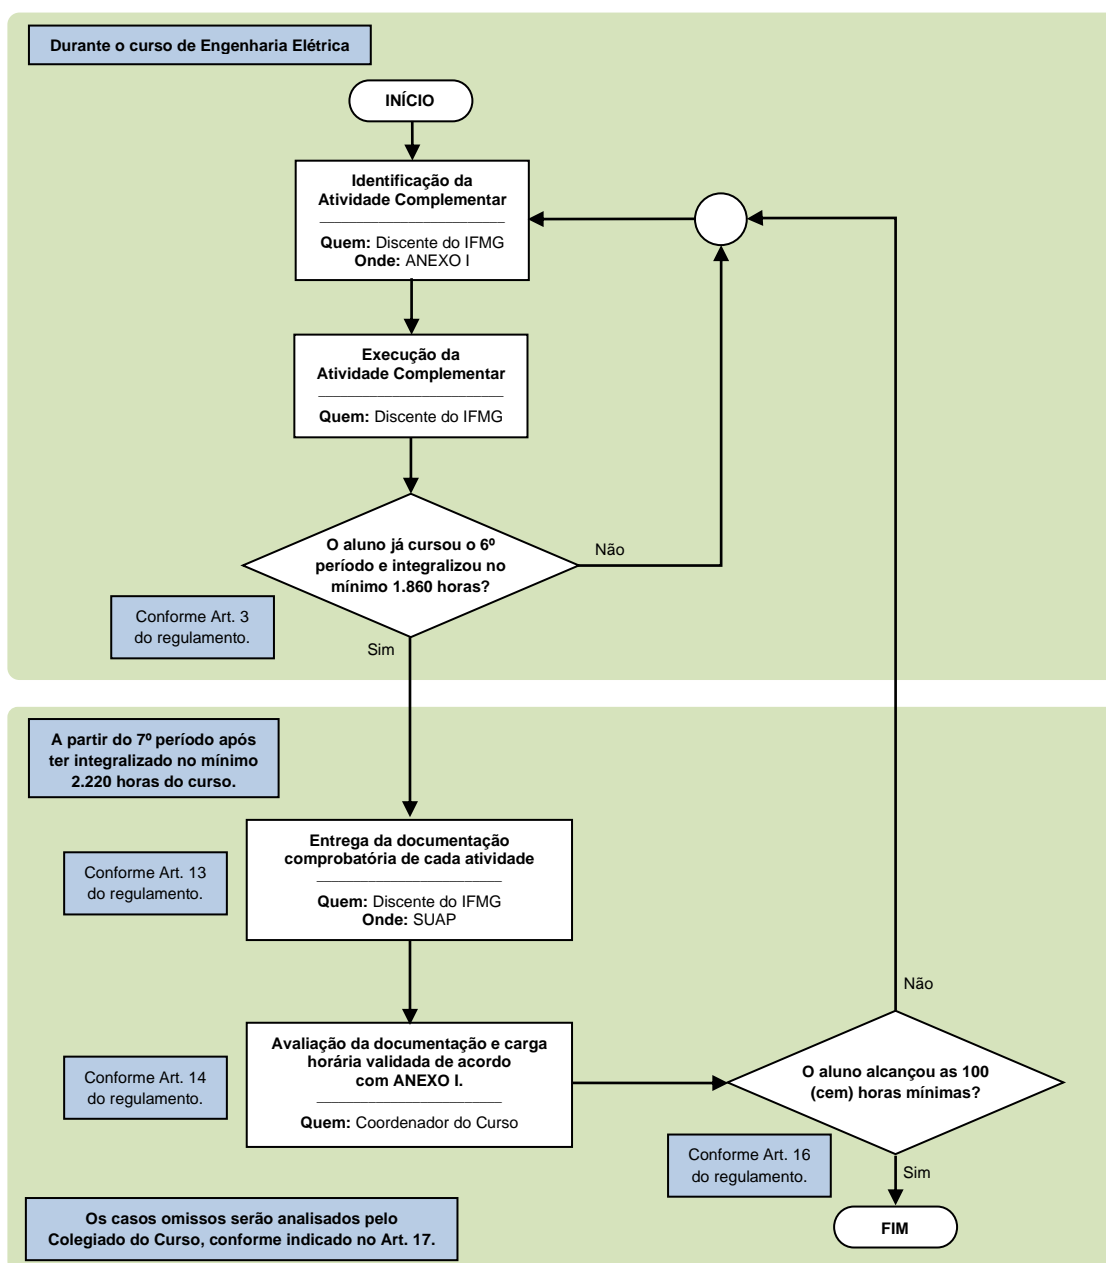 Durante o curso de Engenharia Elétrica
INÍCIO
Identificação da
Atividade Complementar
Quem: Discente do IFMG
Onde: ANEXO I
Execução da
Atividade Complementar
Quem: Discente do IFMG
O aluno já cursou o 6º
período e integralizou no
mínimo 1.860 horas?
Não
Conforme Art. 3
do regulamento.
Sim
A partir do 7º período após
ter integralizado no mínimo
2.220 horas do curso.
Entrega da documentação
comprobatória de cada atividade
Quem: Discente do IFMG
Onde: SUAP
Conforme Art. 13
do regulamento.
Avaliação da documentação e carga
horária validada de acordo
com ANEXO I.
Quem: Coordenador do Curso
Conforme Art. 14
do regulamento.
Não
O aluno alcançou as 100
(cem) horas mínimas?
Conforme Art. 16
do regulamento.
Sim
FIM
Os casos omissos serão analisados pelo
Colegiado do Curso, conforme indicado no Art. 17.